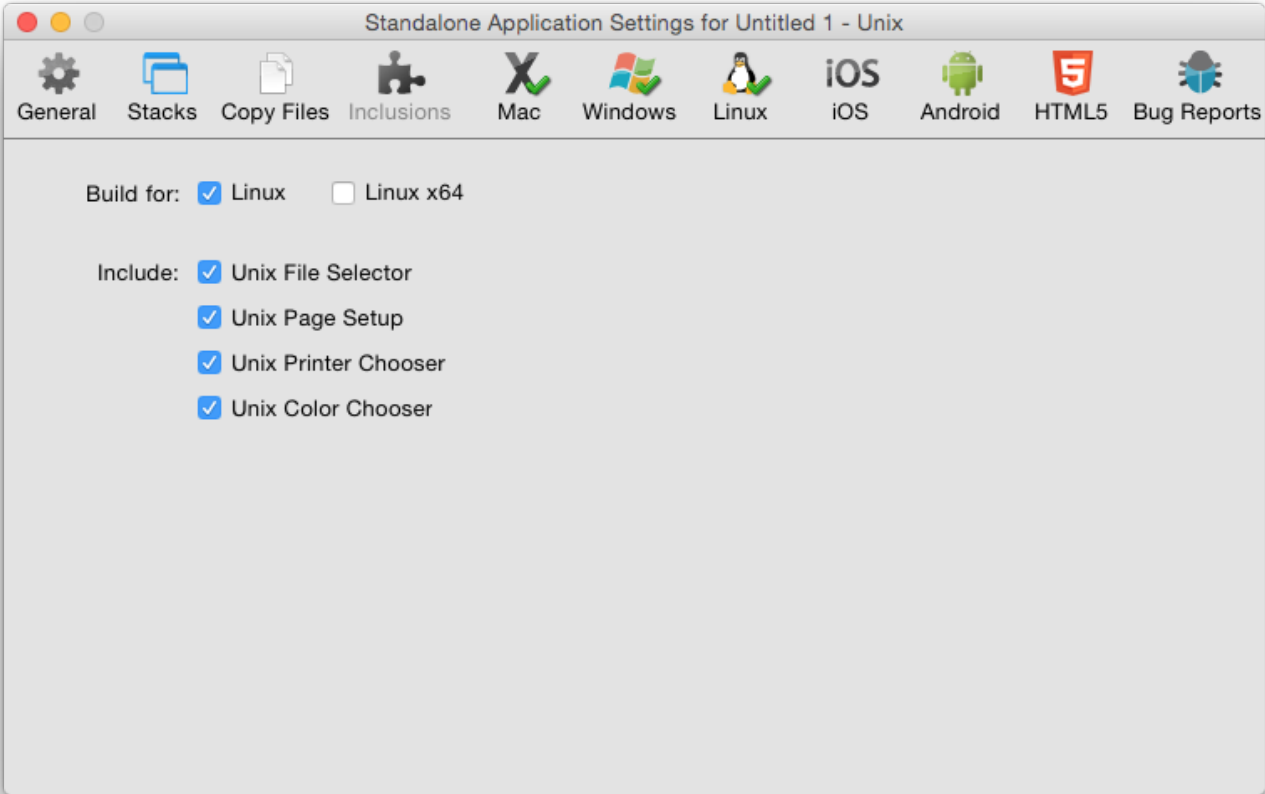 Standalone Application Settings for Untitled 1 - Unix
General Stacks Copy Files Inclusions Mac Windows Linux iOS iOS Android 5 HTML5 Bug Reports
Build for: Linux Linux x64
Include: Unix File Selector
Unix Page Setup
Unix Printer Chooser
Unix Color Chooser